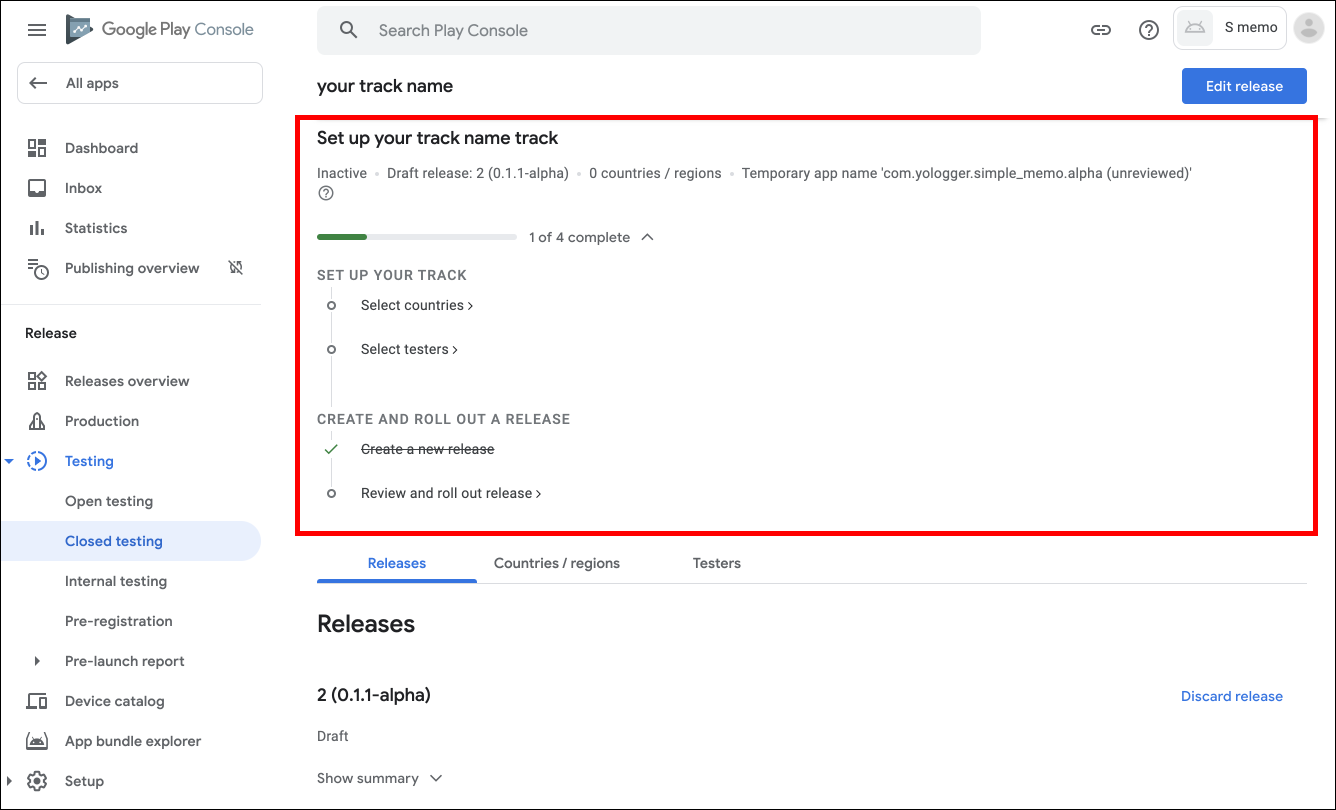 Google Play Console
Search Play Console
S memo
All apps
Dashboard
Inbox
Statistics
Publishing overview
Release
Releases overview
Production
Testing
Open testing
Closed testing
Internal testing
Pre-registration
Pre-launch report
Device catalog
App bundle explorer
Setup
your track name
Edit release
Set up your track name track
Inactive • Draft release: 2 (0.1.1-alpha) • 0 countries / regions • Temporary app name 'com.yologger.simple_memo.alpha (unreviewed)'
1 of 4 complete
SET UP YOUR TRACK
Select countries
Select testers
CREATE AND ROLL OUT A RELEASE
Create a new release
Review and roll out release
Releases Countries / regions Testers
Releases
2 (0.1.1-alpha)
Discard release
Draft
Show summary